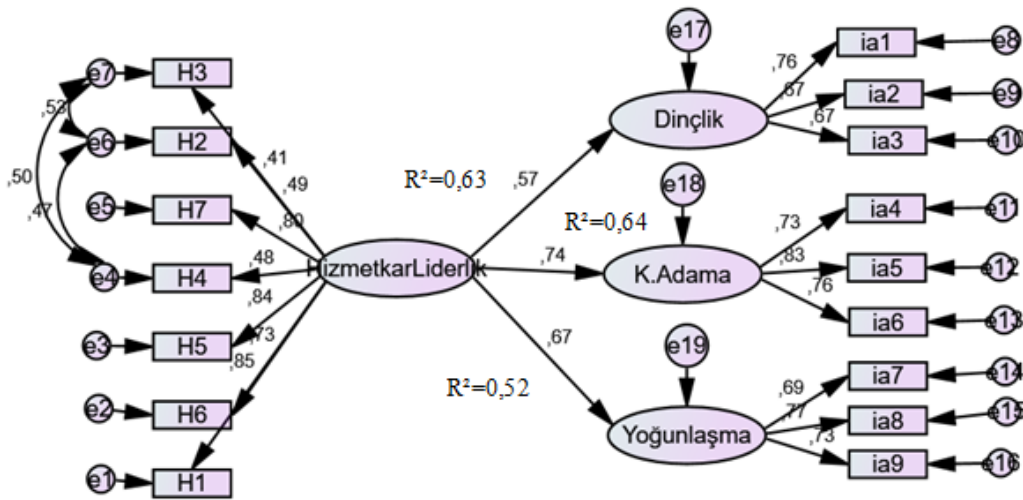 e17
e8
,76
ia1
e7
H3
,67
ia2
e9
Dinçlik
,53
,67
ia3
e10
e6
H2
,41
R²=0,63
,57
e18
,50
,49
R²=0,64
,73
ia4
e11
,47
e5
H7
,80
,74
,83
HizmetkarLiderlik
K.Adama
ia5
e12
e4
H4
,48
,76
,84
ia6
e13
e3
H5
,73
,67
e19
,85
R²=0,52
,69
ia7
e14
e2
H6
,77
ia8
e15
Yoğunlaşma
,73
ia9
e16
e1
H1